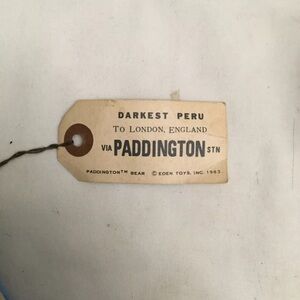 DARKEST PERU
TO LONDON, ENGLAND
VIA PADDINGTON STN
PADDINGTON™ BEAR © EDEN TOYS, INC. 1983